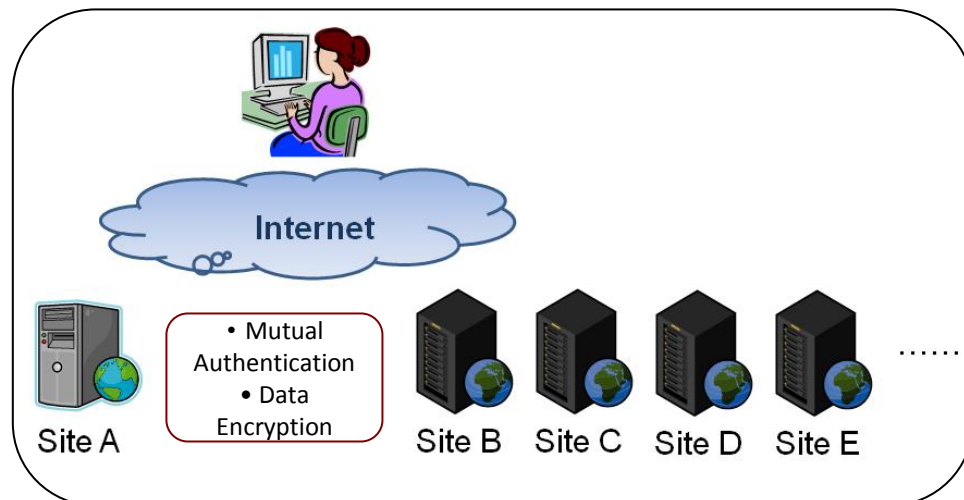 Internet
• Mutual
Authentication
• Data
Encryption
Site A
Site B
Site C
Site D
Site E
......